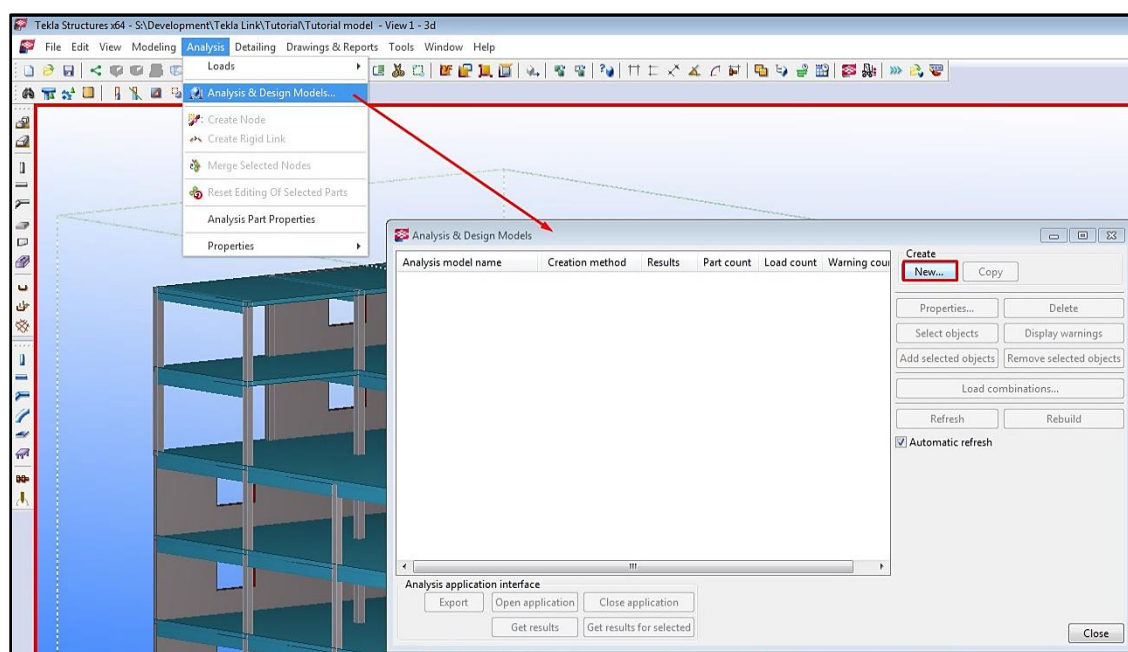 Tekla Structures x64 - S:\Development\Tekla Link\Tutorial\Tutorial model - View 1 - 3d
File Edit View Modeling Analysis Detailing Drawings & Reports Tools Window Help
Loads
Analysis & Design Models...
Create Node
Create Rigid Link
Merge Selected Nodes
Reset Editing Of Selected Parts
Analysis Part Properties
Properties
Analysis & Design Models
Analysis model name Creation method Results Part count Load count Warning coun
Create
New... Copy
Properties... Delete
Select objects Display warnings
Add selected objects Remove selected objects
Load combinations...
Refresh Rebuild
Automatic refresh
Analysis application interface
Export Open application Close application
Get results Get results for selected
Close